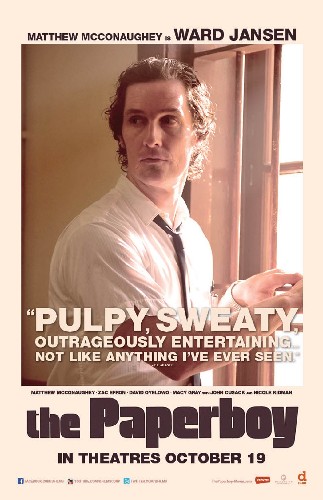 MATTHEW MCCONAUGHEY IS WARD JANSEN
"PULPY, SWEATY,
OUTRAGEOUSLY ENTERTAINING...
NOT LIKE ANYTHING I'VE EVER SEEN."
MATTHEW MCCONAUGHEY · ZAC EFRON · DAVID OYELOWO · MACY GRAY WITH JOHN CUSACK AND NICOLE KIDMAN
the Paperboy
IN THEATRES OCTOBER 19